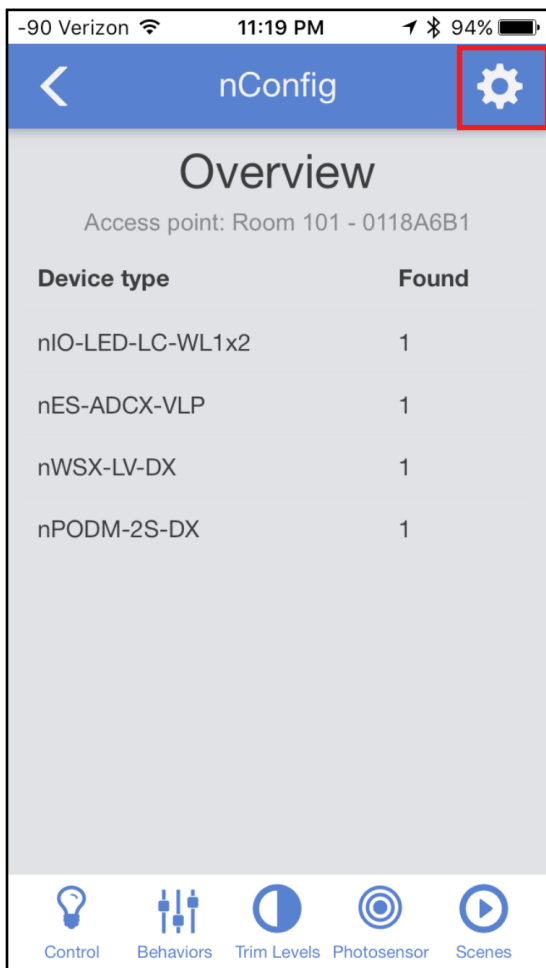 -90 Verizon 11:19 PM 94%
nConfig
Overview
Access point: Room 101 - 0118A6B1
Device type Found
nIO-LED-LC-WL1x2 1
nES-ADCX-VLP 1
nWSX-LV-DX 1
nPODM-2S-DX 1
Control Behaviors Trim Levels Photosensor Scenes